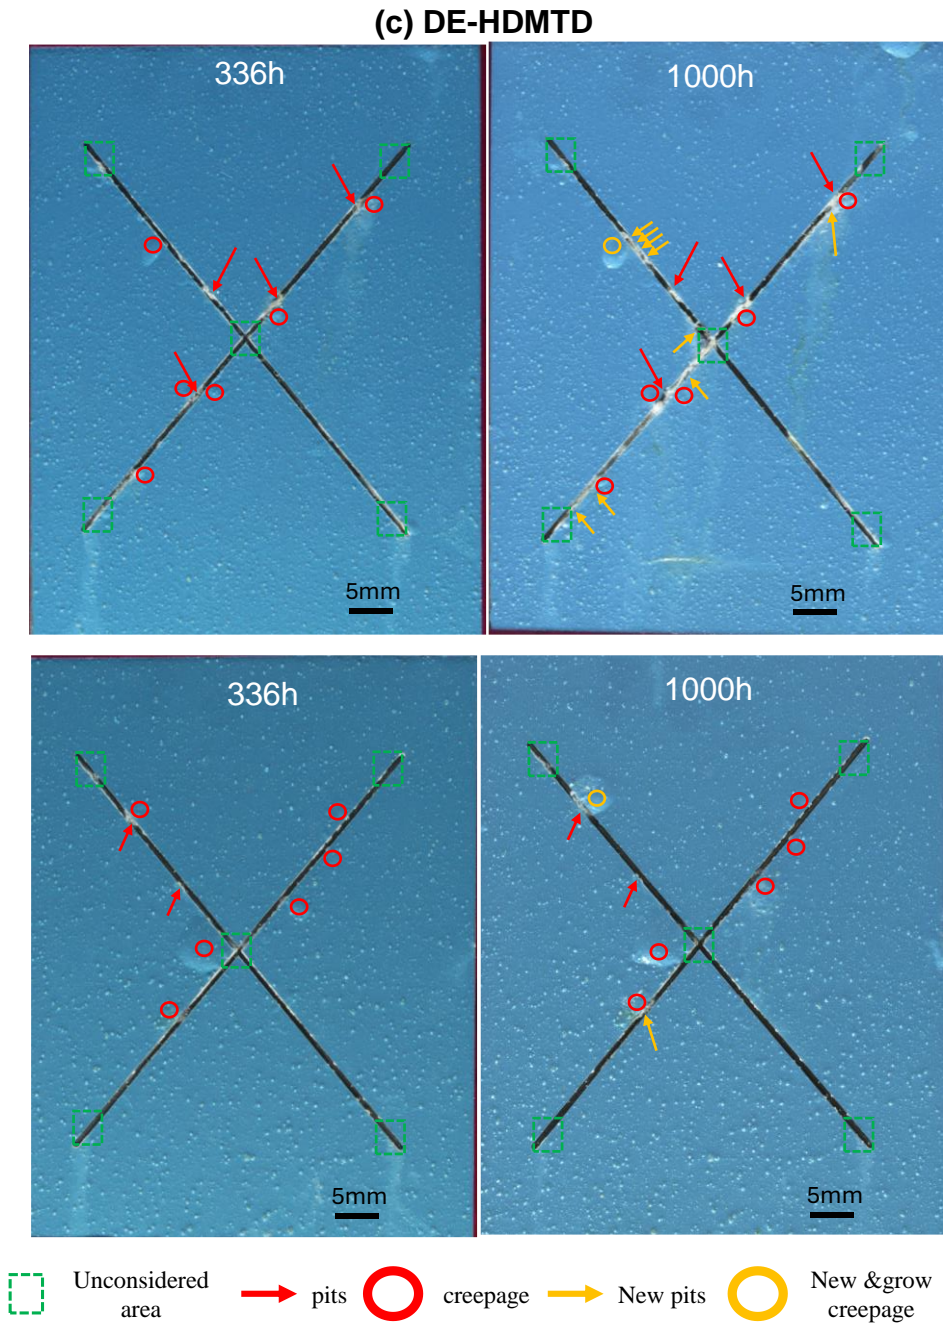 (c) DE-HDMTD
336h
1000h
5mm
5mm
336h
1000h
5mm
5mm
Unconsidered
area
pits
creepage
New pits
New &grow
creepage